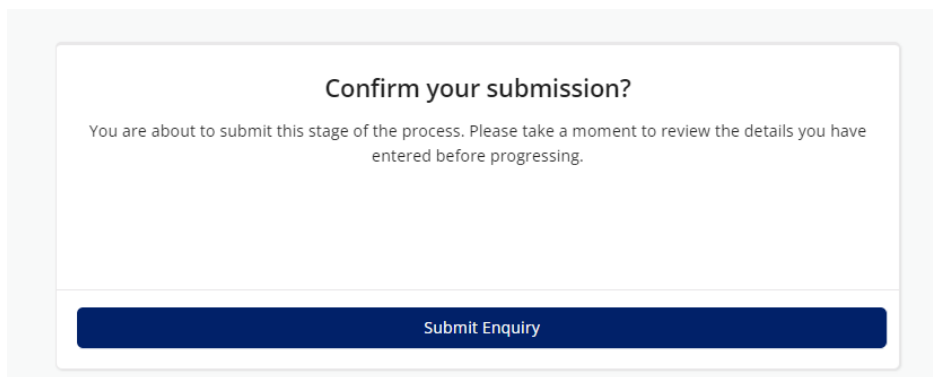 Confirm your submission?
You are about to submit this stage of the process. Please take a moment to review the details you have
entered before progressing.
Submit Enquiry